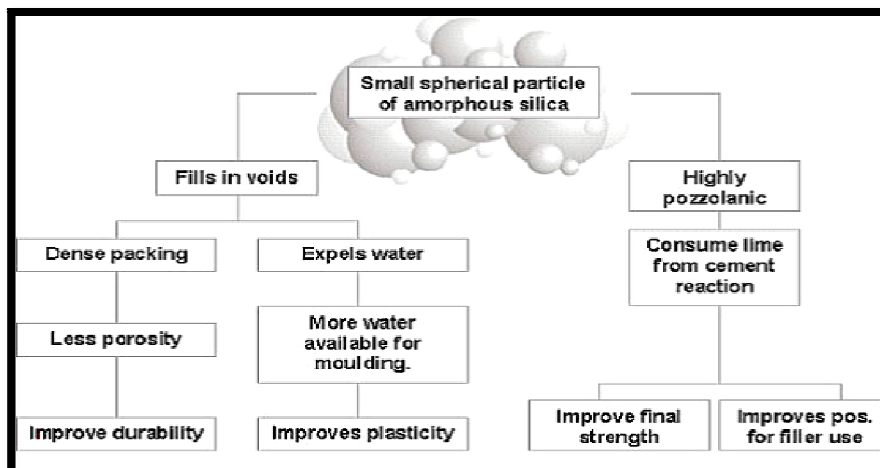 Small spherical particle
of amorphous silica
Fills in voids
Highly
pozzolanic
Dense packing
Expels water
Consume lime
from cement
reaction
Less porosity
More water
available for
moulding.
Improve durability
Improves plasticity
Improve final
strength
Improves pos.
for filler use